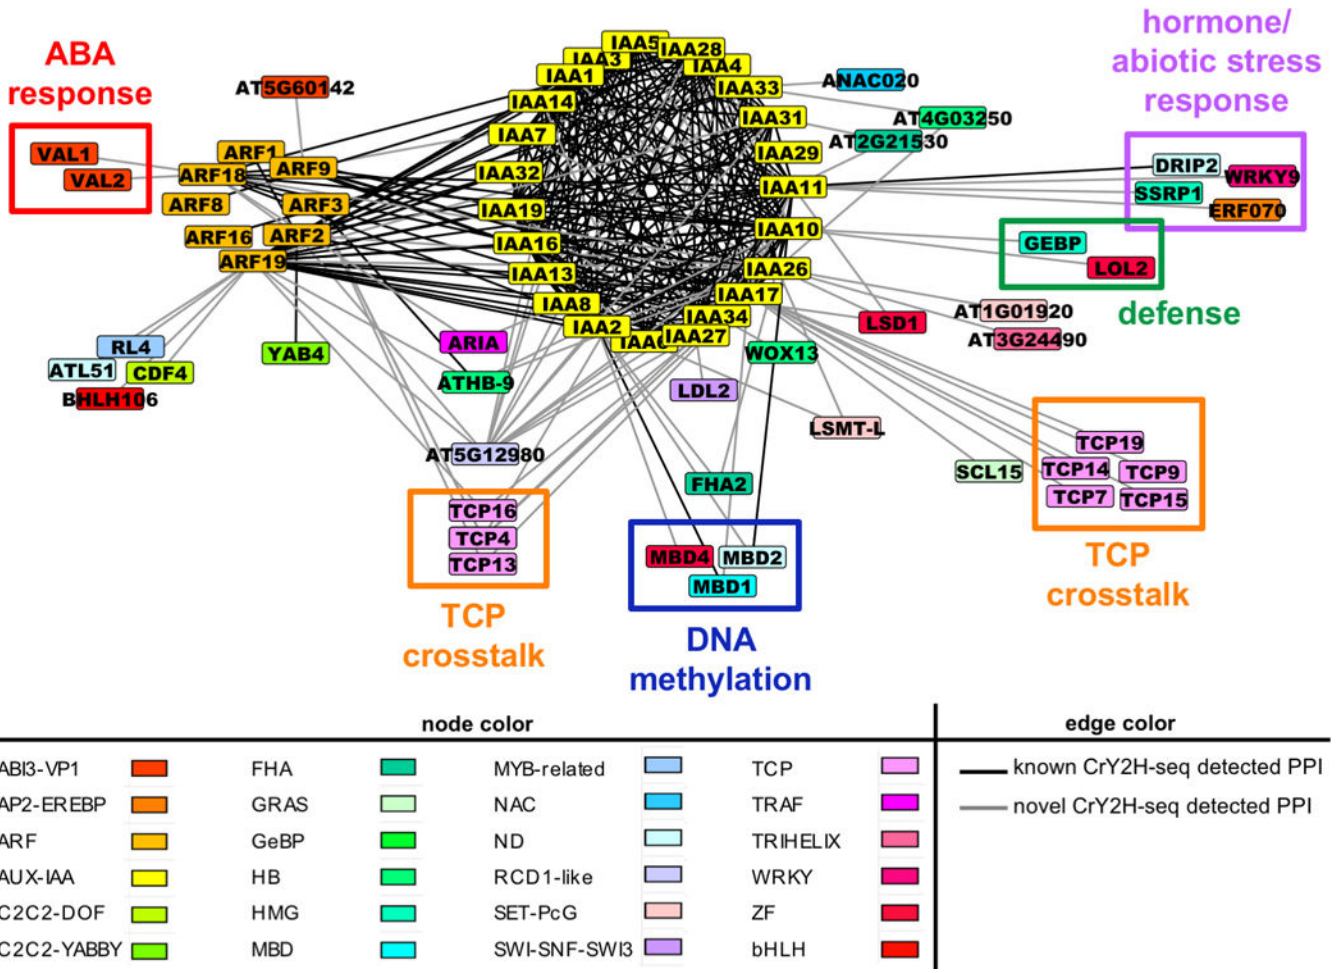 hormone/
abiotic stress
response
ABA
response
IAA5
IAA28
IAA3
IAA4
IAA1
IAA33
ANAC020
AT5G60142
IAA14
IAA31
AT4G03250
IAA7
AT2G21530
VAL1
ARF1
IAA29
ARF9
DRIP2
VAL2
ARF18
IAA32
IAA11
WRKY9
SSRP1
ARF8
ARF3
IAA19
ERF070
ARF16
ARF2
IAA16
IAA10
GEBP
ARF19
IAA13
IAA26
LOL2
IAA8
IAA17
AT1G01920
defense
IAA2
IAA34
LSD1
IAA27
RL4
YAB4
ARIA
WOX13
AT3G24490
ATL51
CDF4
ATHB-9
LDL2
BHLH106
LSMT-L
AT5G12980
TCP19
SCL15
TCP14
TCP9
FHA2
TCP7
TCP15
TCP16
TCP4
TCP13
MBD4
MBD2
MBD1
TCP
crosstalk
TCP
crosstalk
DNA
methylation
node color
edge color
ABI3-VP1
FHA
MYB-related
TCP
known CrY2H-seq detected PPI
AP2-EREBP
GRAS
NAC
TRAF
novel CrY2H-seq detected PPI
ARF
GeBP
ND
TRIHELIX
AUX-IAA
HB
RCD1-like
WRKY
C2C2-DOF
HMG
SET-PcG
ZF
C2C2-YABBY
MBD
SWI-SNF-SWI3
bHLH